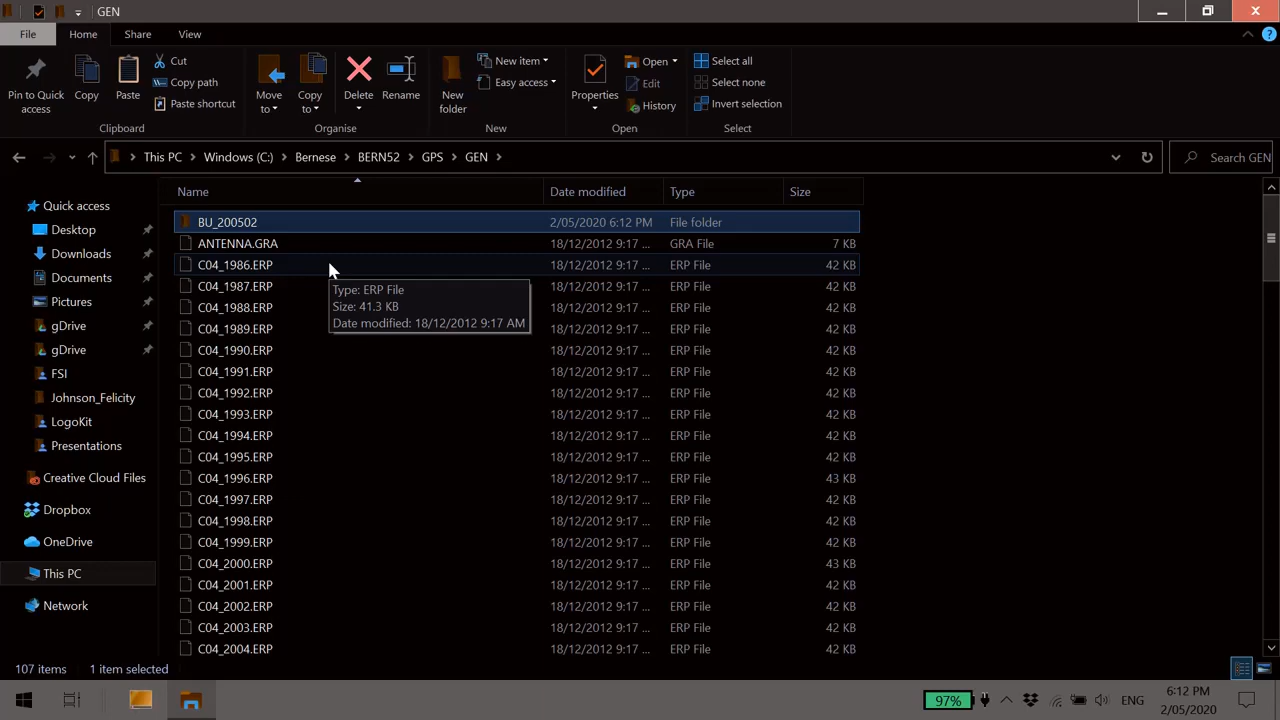 GEN
File Home Share View
Pin to Quick access
Copy
Paste
Cut
Copy path
Paste shortcut
Clipboard
Move to
Copy to
Delete
Rename
Organise
New folder
New item
Easy access
New
Properties
Open
Edit
History
Open
Select all
Select none
Invert selection
Select
This PC Windows (C:) Bernese BERN52 GPS GEN
Search GEN
Quick access
Desktop
Downloads
Documents
Pictures
gDrive
gDrive
FSI
Johnson_Felicity
LogoKit
Presentations
Creative Cloud Files
Dropbox
OneDrive
This PC
Network
Name Date modified Type Size
BU_200502 2/05/2020 6:12 PM File folder
ANTENNA.GRA 18/12/2012 9:17 ... GRA File 7 KB
C04_1986.ERP 18/12/2012 9:17 ... ERP File 42 KB
C04_1987.ERP 18/12/2012 9:17 ... ERP File 42 KB
C04_1988.ERP 18/12/2012 9:17 ... ERP File 42 KB
C04_1989.ERP 18/12/2012 9:17 ... ERP File 42 KB
C04_1990.ERP 18/12/2012 9:17 ... ERP File 42 KB
C04_1991.ERP 18/12/2012 9:17 ... ERP File 42 KB
C04_1992.ERP 18/12/2012 9:17 ... ERP File 42 KB
C04_1993.ERP 18/12/2012 9:17 ... ERP File 42 KB
C04_1994.ERP 18/12/2012 9:17 ... ERP File 42 KB
C04_1995.ERP 18/12/2012 9:17 ... ERP File 42 KB
C04_1996.ERP 18/12/2012 9:17 ... ERP File 43 KB
C04_1997.ERP 18/12/2012 9:17 ... ERP File 42 KB
C04_1998.ERP 18/12/2012 9:17 ... ERP File 42 KB
C04_1999.ERP 18/12/2012 9:17 ... ERP File 42 KB
C04_2000.ERP 18/12/2012 9:17 ... ERP File 43 KB
C04_2001.ERP 18/12/2012 9:17 ... ERP File 42 KB
C04_2002.ERP 18/12/2012 9:17 ... ERP File 42 KB
C04_2003.ERP 18/12/2012 9:17 ... ERP File 42 KB
C04_2004.ERP 18/12/2012 9:17 ... ERP File 42 KB
Type: ERP File
Size: 41.3 KB
Date modified: 18/12/2012 9:17 AM
107 items 1 item selected
97%
ENG
6:12 PM
2/05/2020